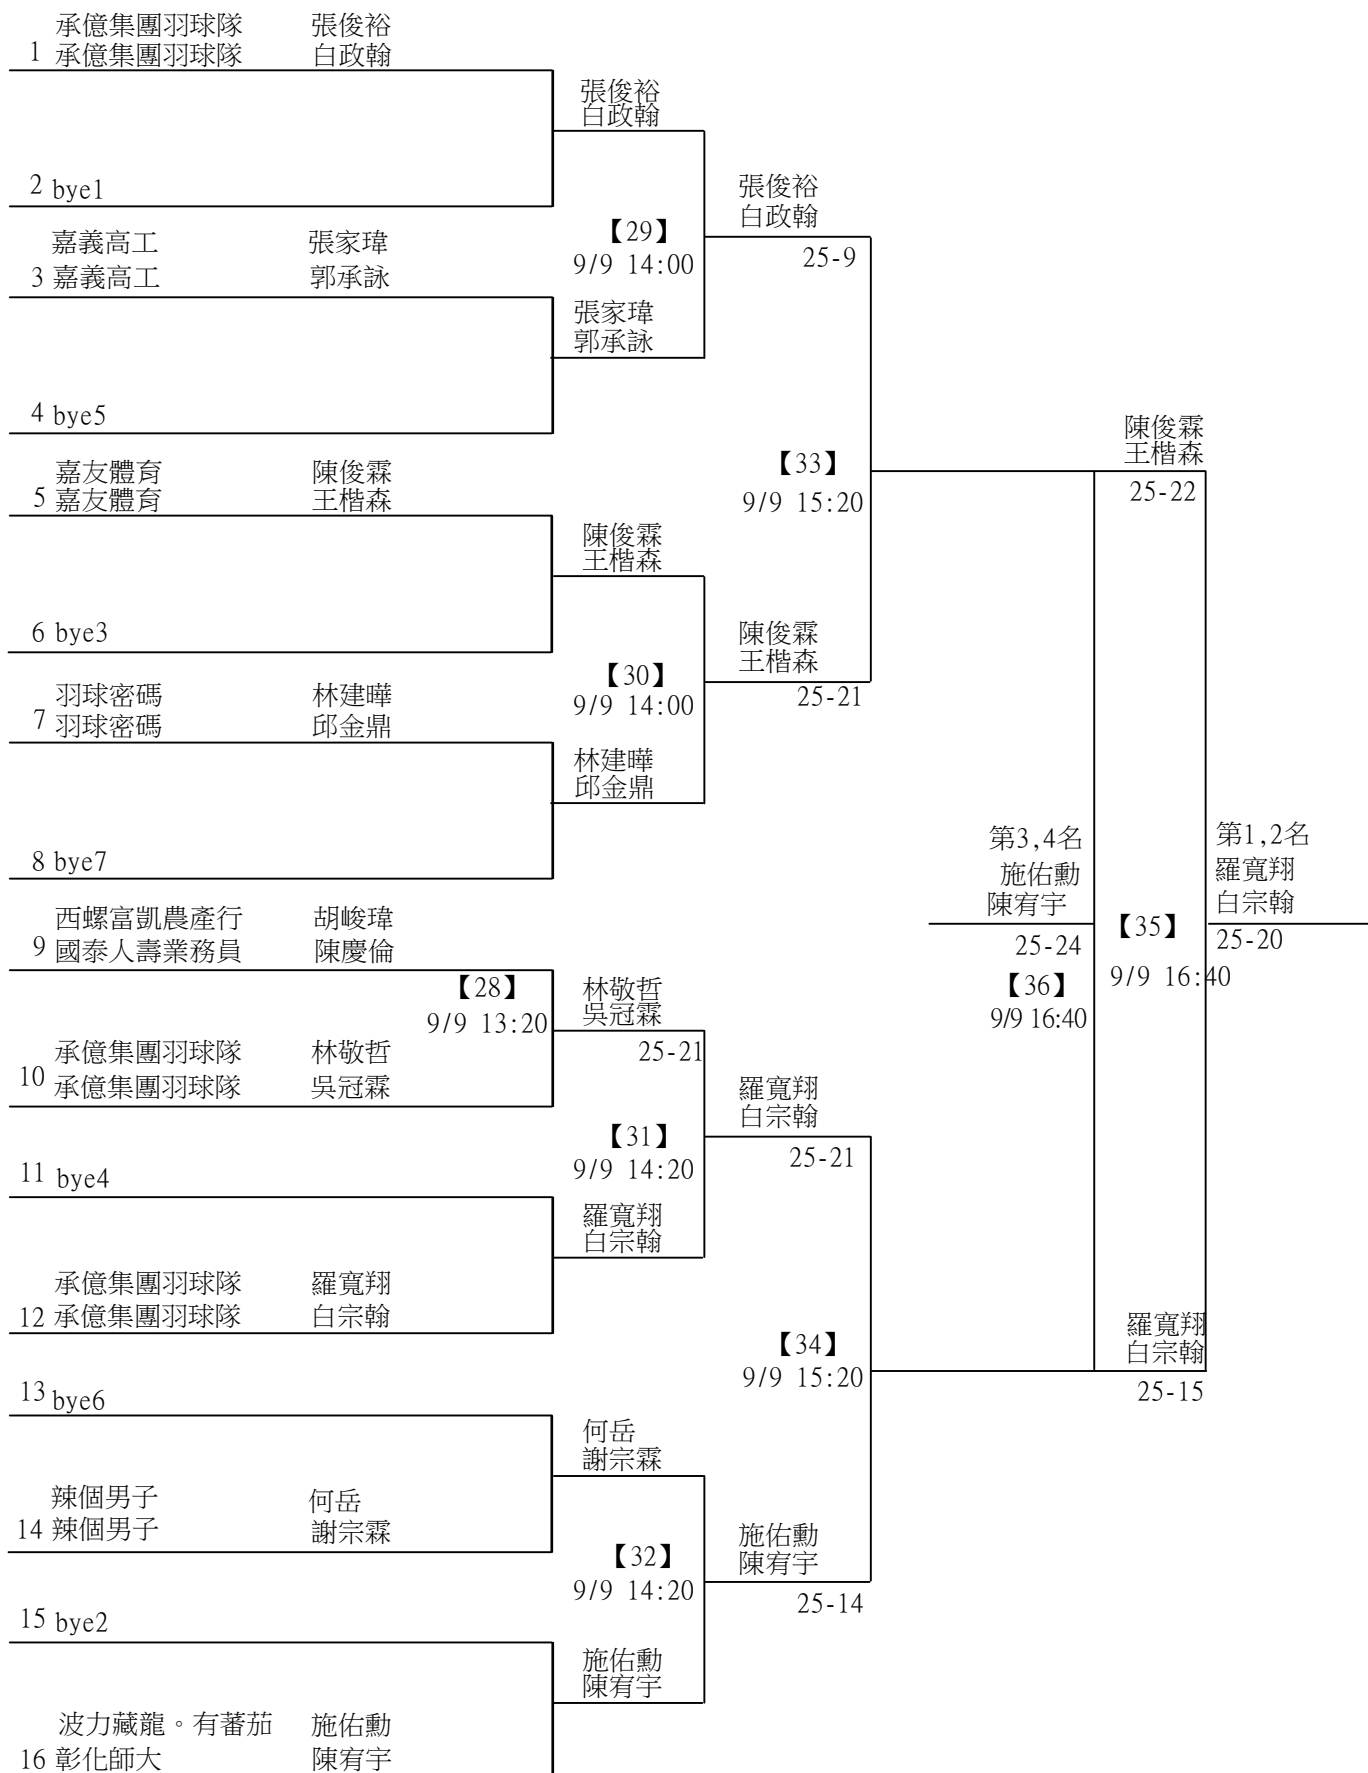 承億集團羽球隊 張俊裕
1 承億集團羽球隊 白政翰
張俊裕
白政翰
2 bye1
張俊裕
白政翰
25-9
【29】
9/9 14:00
嘉義高工 張家瑋
3 嘉義高工 郭承詠
張家瑋
郭承詠
4 bye5
【33】
9/9 15:20
陳俊霖
王楷森
25-22
嘉友體育 陳俊霖
5 嘉友體育 王楷森
陳俊霖
王楷森
6 bye3
陳俊霖
王楷森
25-21
【30】
9/9 14:00
羽球密碼 林建曄
7 羽球密碼 邱金鼎
林建曄
邱金鼎
8 bye7
第3,4名
施佑勳
陳宥宇
25-24
【36】
9/9 16:40
【35】
9/9 16:40
第1,2名
羅寬翔
白宗翰
25-20
西螺富凱農產行 胡峻瑋
9 國泰人壽業務員 陳慶倫
【28】
9/9 13:20
林敬哲
吳冠霖
25-21
承億集團羽球隊 林敬哲
10 承億集團羽球隊 吳冠霖
羅寬翔
白宗翰
25-21
【31】
9/9 14:20
11 bye4
羅寬翔
白宗翰
承億集團羽球隊 羅寬翔
12 承億集團羽球隊 白宗翰
【34】
9/9 15:20
羅寬翔
白宗翰
25-15
13 bye6
何岳
謝宗霖
辣個男子 何岳
14 辣個男子 謝宗霖
【32】
9/9 14:20
施佑勳
陳宥宇
25-14
15 bye2
施佑勳
陳宥宇
波力藏龍。有蕃茄 施佑勳
16 彰化師大 陳宥宇